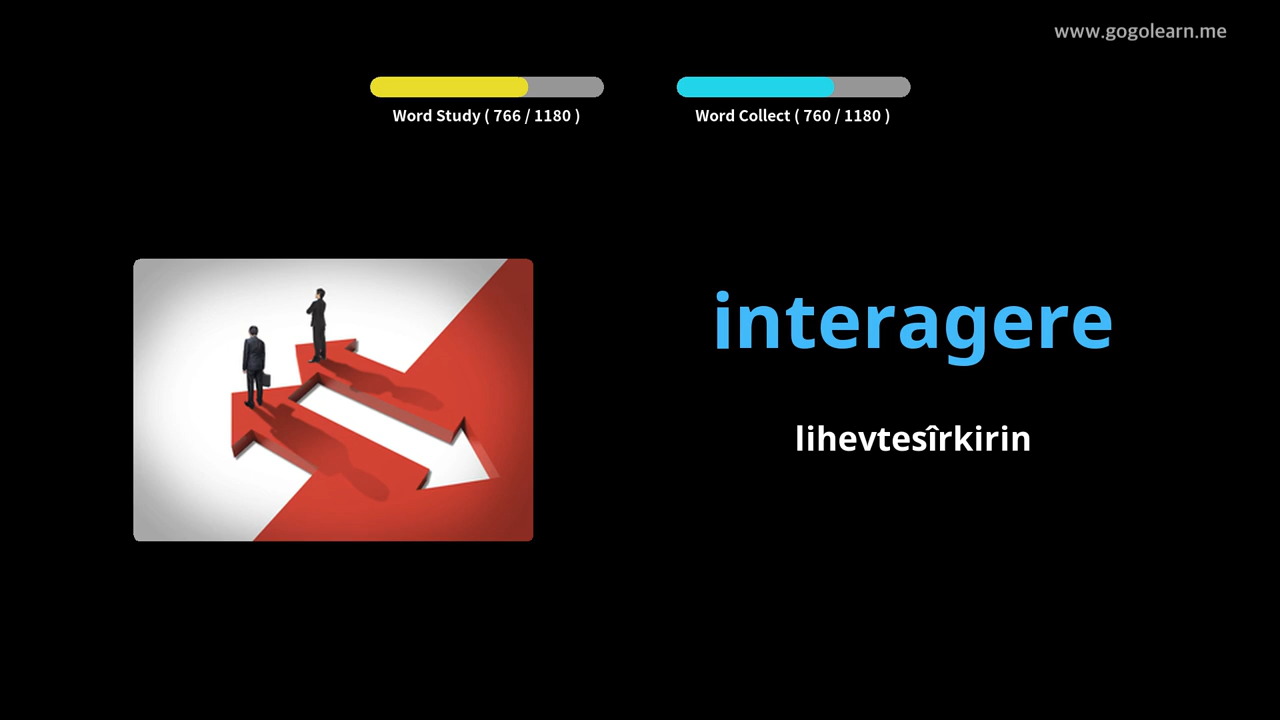 www.gogolearn.me
Word Study ( 766 / 1180 )
Word Collect ( 760 / 1180 )
interagere
lihevtesîrkirin